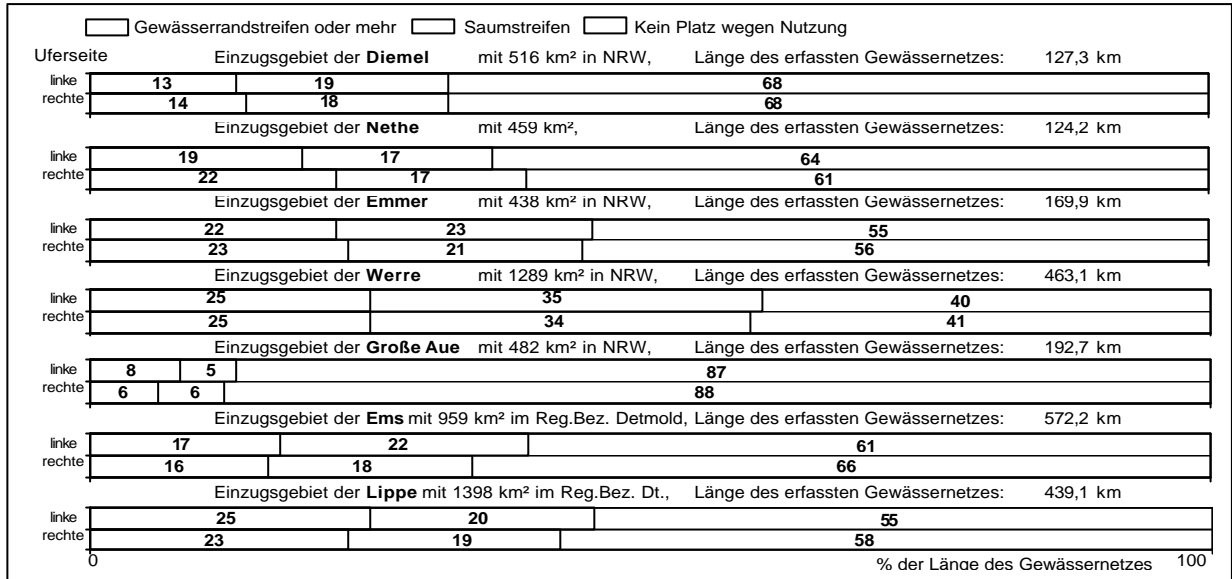 Gewässerrandstreifen oder mehr Saumstreifen Kein Platz wegen Nutzung
Uferseite Einzugsgebiet der Diemel mit 516 km² in NRW, Länge des erfassten Gewässernetzes: 127,3 km
linke 13 19 68
rechte 14 18 68
Einzugsgebiet der Nethe mit 459 km², Länge des erfassten Gewässernetzes: 124,2 km
linke 19 17 64
rechte 22 17 61
Einzugsgebiet der Emmer mit 438 km² in NRW, Länge des erfassten Gewässernetzes: 169,9 km
linke 22 23 55
rechte 23 21 56
Einzugsgebiet der Werre mit 1289 km² in NRW, Länge des erfassten Gewässernetzes: 463,1 km
linke 25 35 40
rechte 25 34 41
Einzugsgebiet der Große Aue mit 482 km² in NRW, Länge des erfassten Gewässernetzes: 192,7 km
linke 8 5 87
rechte 6 6 88
Einzugsgebiet der Ems mit 959 km² im Reg.Bez. Detmold, Länge des erfassten Gewässernetzes: 572,2 km
linke 17 22 61
rechte 16 18 66
Einzugsgebiet der Lippe mit 1398 km² im Reg.Bez. Dt., Länge des erfassten Gewässernetzes: 439,1 km
linke 25 20 55
rechte 23 19 58
0 % der Länge des Gewässernetzes 100